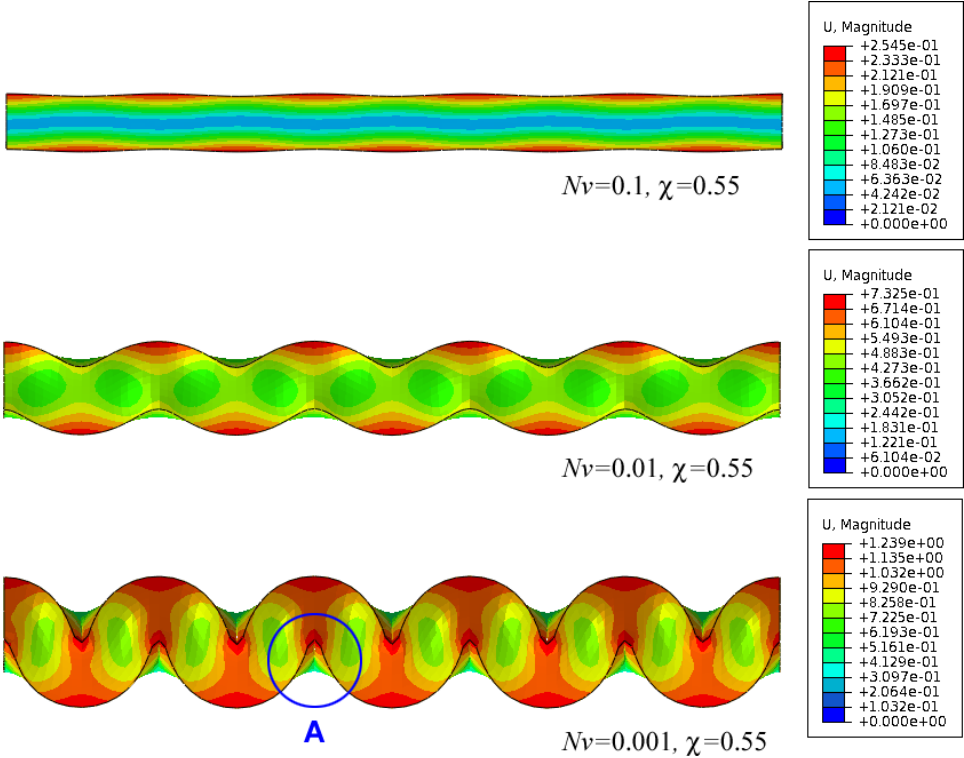 U, Magnitude
+2.545e-01
+2.333e-01
+2.121e-01
+1.909e-01
+1.697e-01
+1.485e-01
+1.273e-01
+1.060e-01
+8.483e-02
+6.363e-02
+4.242e-02
+2.121e-02
+0.000e+00
Nv=0.1, χ=0.55
U, Magnitude
+7.325e-01
+6.714e-01
+6.104e-01
+5.493e-01
+4.883e-01
+4.273e-01
+3.662e-01
+3.052e-01
+2.442e-01
+1.831e-01
+1.221e-01
+6.104e-02
+0.000e+00
Nv=0.01, χ=0.55
U, Magnitude
+1.239e+00
+1.135e+00
+1.032e+00
+9.290e-01
+8.258e-01
+7.225e-01
+6.193e-01
+5.161e-01
+4.129e-01
+3.097e-01
+2.064e-01
+1.032e-01
+0.000e+00
A
Nv=0.001, χ=0.55